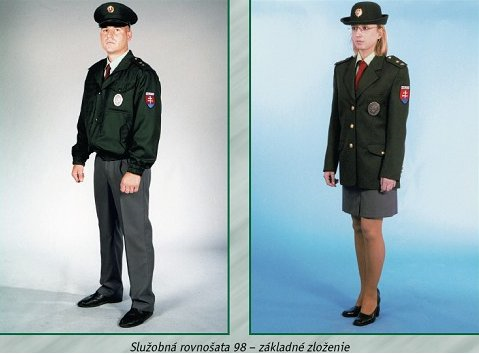 Služobná rovnošata 98 – základné zloženie